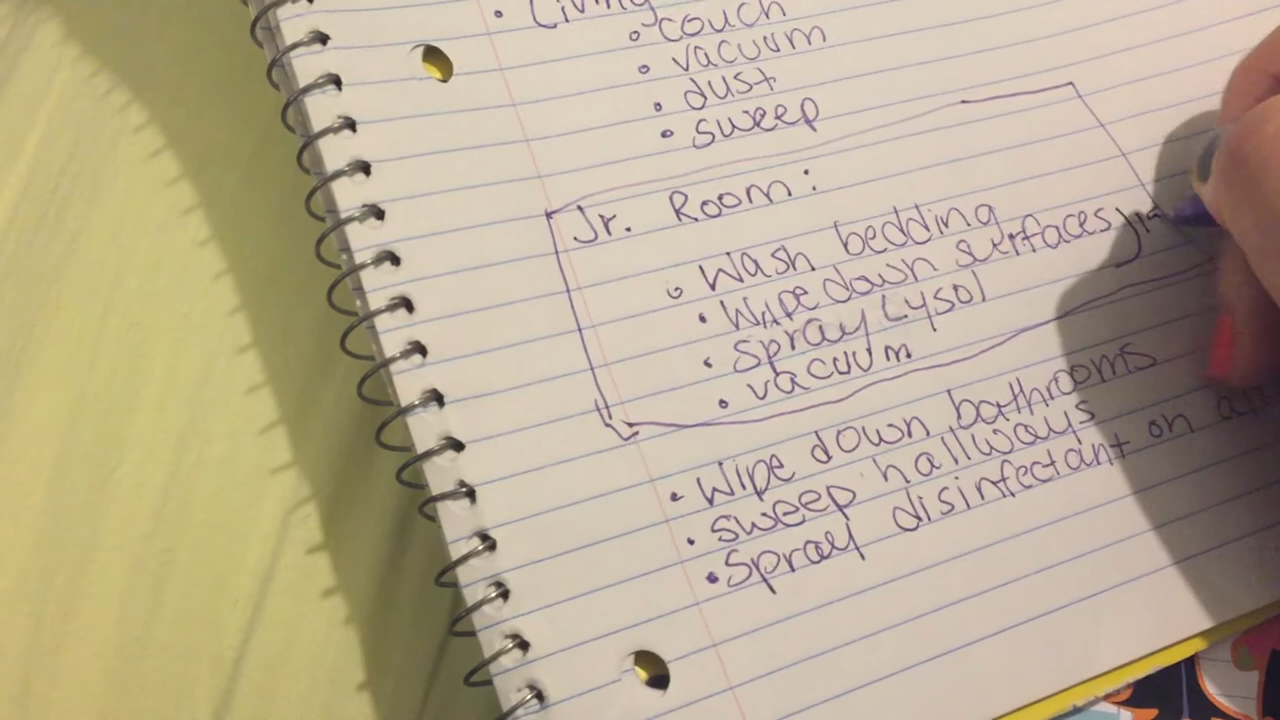 • Living
• couch
• vacuum
• dust
• sweep
Jr. Room:
• Wash bedding
• Wipe down surfaces
• Spray Lysol
• vacuum
• Wipe down bathrooms
• sweep hallways
• Spray disinfectant on